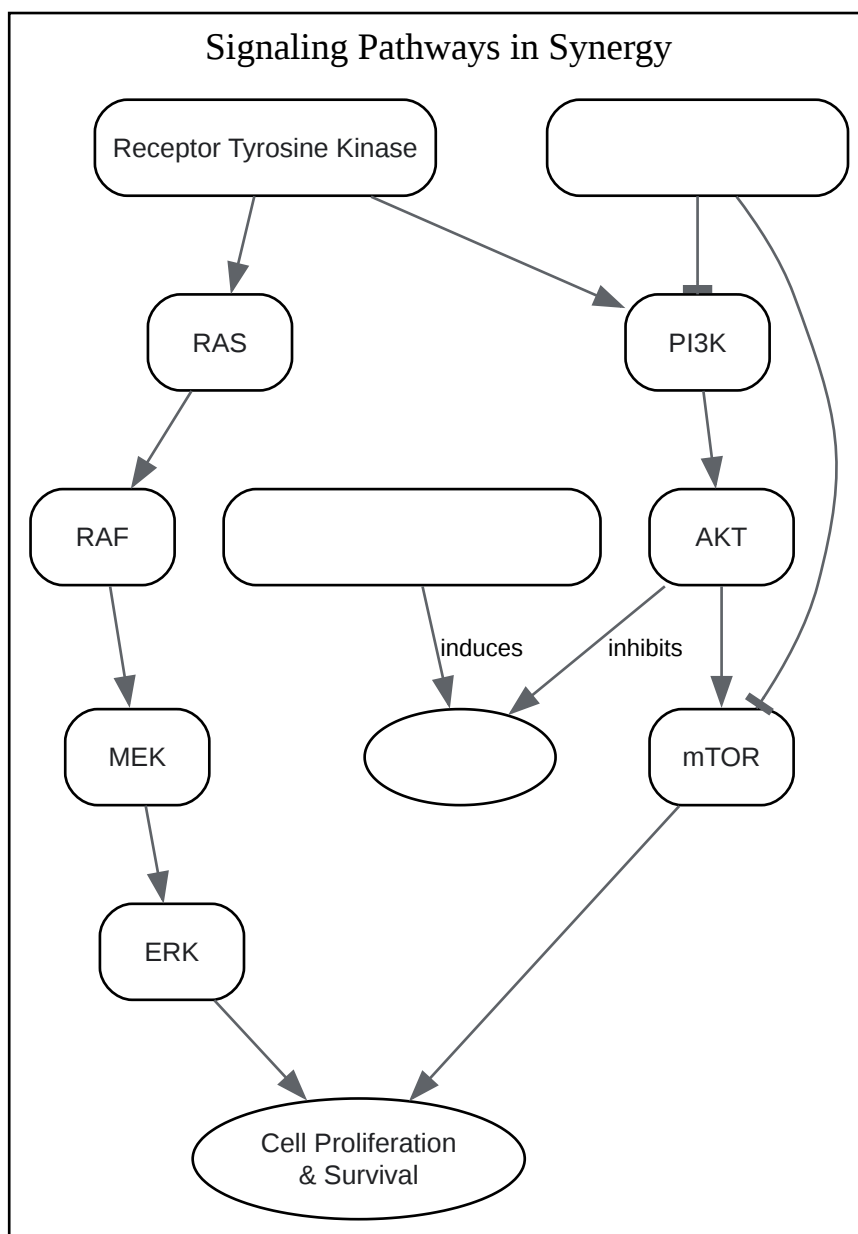 Signaling Pathways in Synergy
Receptor Tyrosine Kinase
RAS
PI3K
RAF
AKT
induces
inhibits
MEK
mTOR
ERK
Cell Proliferation
& Survival